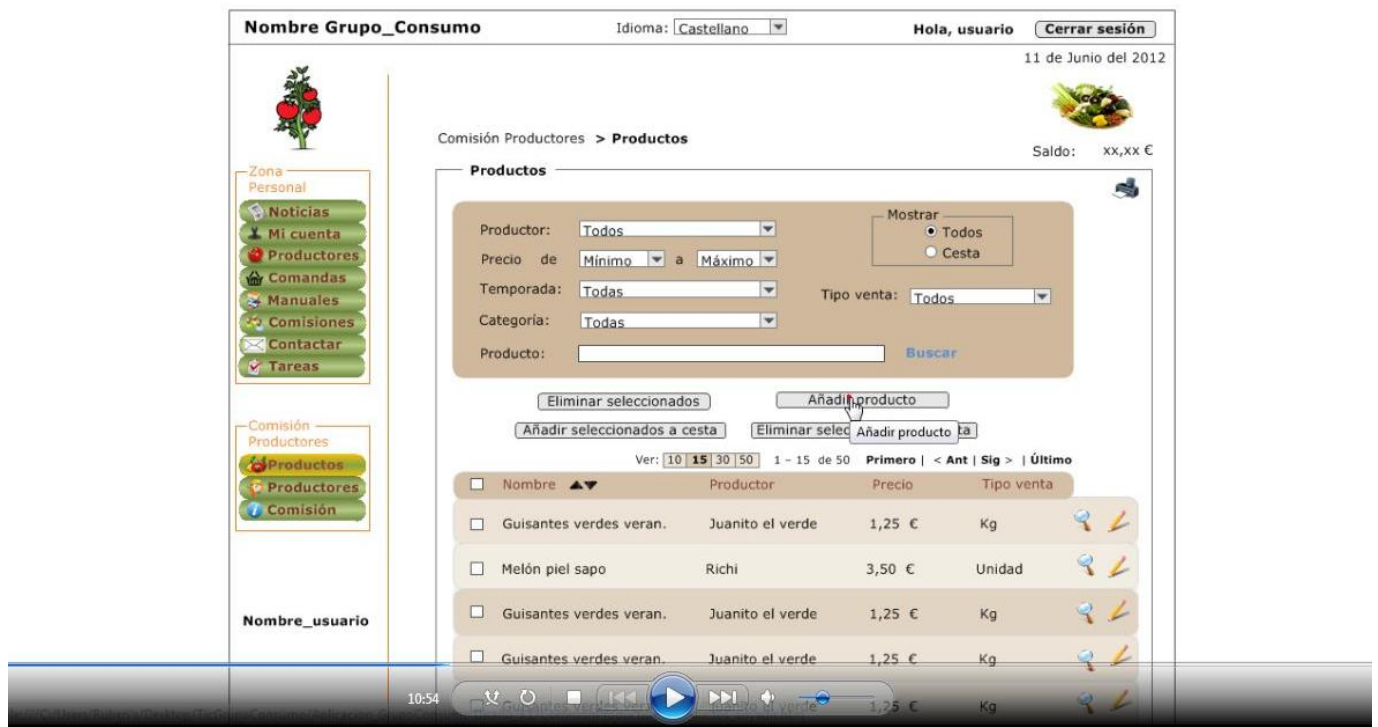 Nombre Grupo_Consumo Idioma: Castellano Hola, usuario Cerrar sesión
11 de Junio del 2012
Comisión Productores > Productos
Saldo: xx,xx €
Zona
Personal
Noticias
Mi cuenta
Productores
Comandas
Manuales
Comisiones
Contactar
Tareas
Comisión
Productores
Productos
Productores
Comisión
Nombre_usuario
Productos
Productor: Todos
Mostrar
Todos
Cesta
Precio de Mínimo a Máximo
Temporada: Todas
Tipo venta: Todos
Categoría: Todas
Producto: Buscar
Eliminar seleccionados Añadir producto
Añadir seleccionados a cesta Eliminar selec ta
Añadir producto
Ver: 10 15 30 50 1 – 15 de 50 Primero | < Ant | Sig > | Último
Nombre Productor Precio Tipo venta
Guisantes verdes veran. Juanito el verde 1,25 € Kg
Melón piel sapo Richi 3,50 € Unidad
Guisantes verdes veran. Juanito el verde 1,25 € Kg
Guisantes verdes veran. Juanito el verde 1,25 € Kg
Guisantes verdes veran. Juanito el verde 1,25 € Kg
10:54